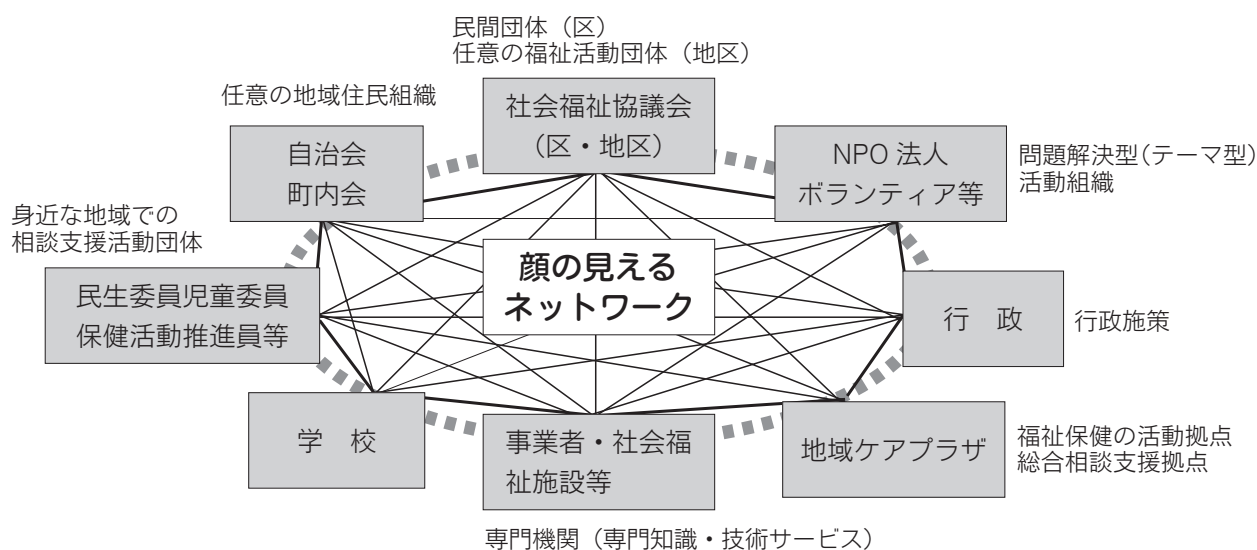 民間団体（区）
任意の福祉活動団体（地区）
社会福祉協議会
（区・地区）
任意の地域住民組織
自治会
町内会
NPO 法人
ボランティア等
問題解決型（テーマ型）
活動組織
身近な地域での
相談支援活動団体
民生委員児童委員
保健活動推進員等
顔の見える
ネットワーク
行　政
行政施策
学　校
事業者・社会福
祉施設等
専門機関（専門知識・技術サービス）
地域ケアプラザ
福祉保健の活動拠点
総合相談支援拠点